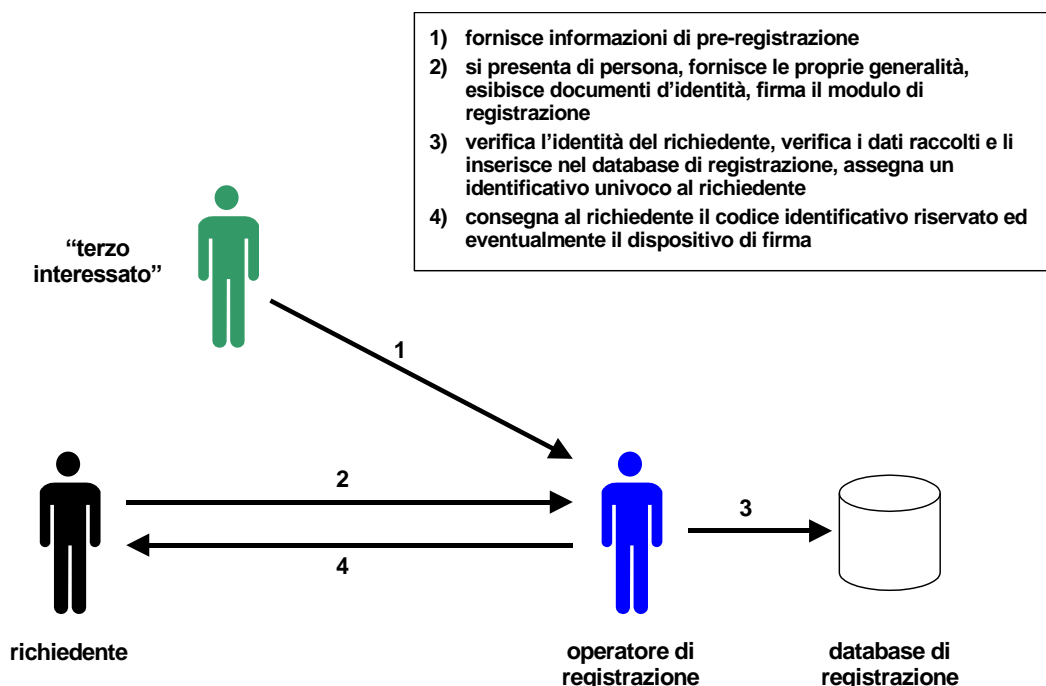 1) fornisce informazioni di pre-registrazione
2) si presenta di persona, fornisce le proprie generalità,
esibisce documenti d’identità, firma il modulo di
registrazione
3) verifica l’identità del richiedente, verifica i dati raccolti e li
inserisce nel database di registrazione, assegna un
identificativo univoco al richiedente
4) consegna al richiedente il codice identificativo riservato ed
eventualmente il dispositivo di firma
“terzo
interessato”
1
2
3
4
richiedente
operatore di
registrazione
database di
registrazione